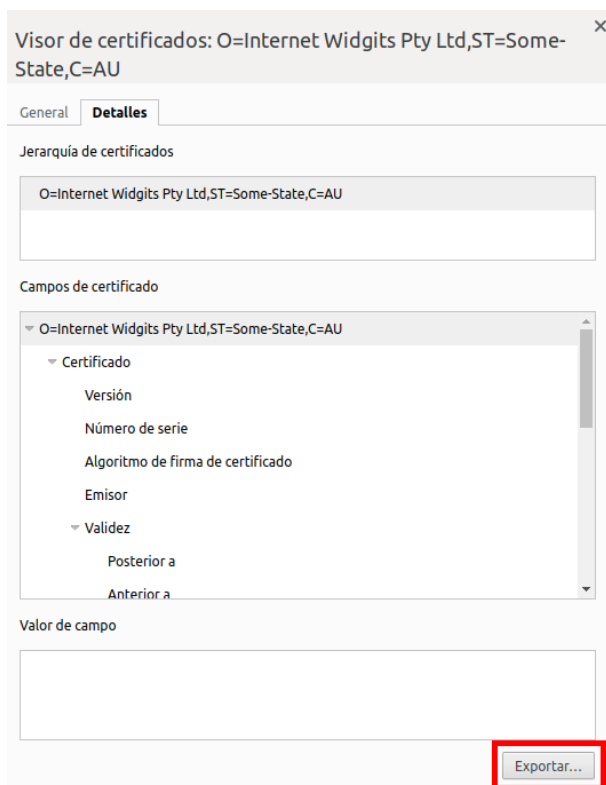 Visor de certificados: O=Internet Widgits Pty Ltd,ST=Some-
State,C=AU
General
Detalles
Jerarquía de certificados
O=Internet Widgits Pty Ltd,ST=Some-State,C=AU
Campos de certificado
O=Internet Widgits Pty Ltd,ST=Some-State,C=AU
Certificado
Versión
Número de serie
Algoritmo de firma de certificado
Emisor
Validez
Posterior a
Anterior a
Valor de campo
Exportar...